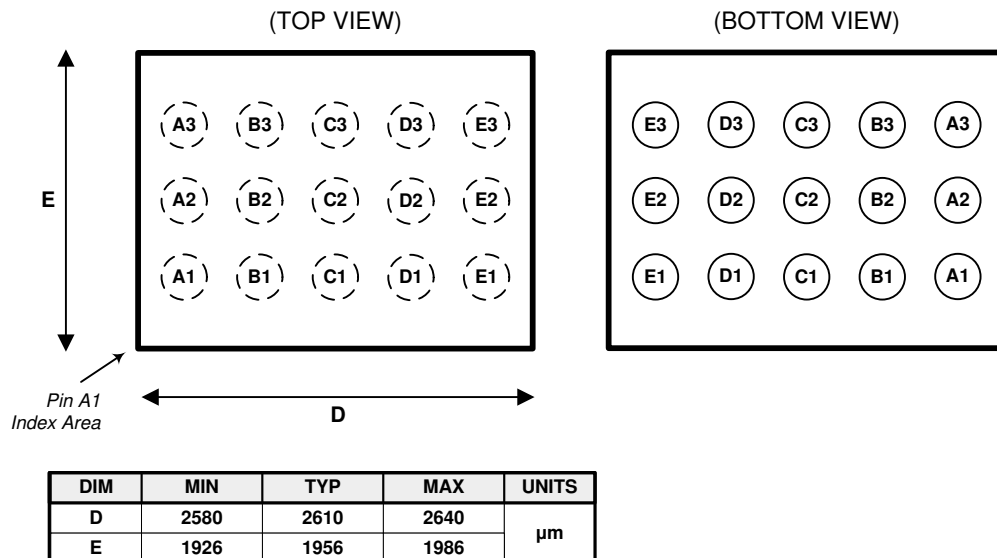 (TOP VIEW) (BOTTOM VIEW)
A3 B3 C3 D3 E3 E3 D3 C3 B3 A3
E
A2 B2 C2 D2 E2 E2 D2 C2 B2 A2
A1 B1 C1 D1 E1 E1 D1 C1 B1 A1
Pin A1
Index Area
D
DIM MIN TYP MAX UNITS
D 2580 2610 2640 µm
E 1926 1956 1986